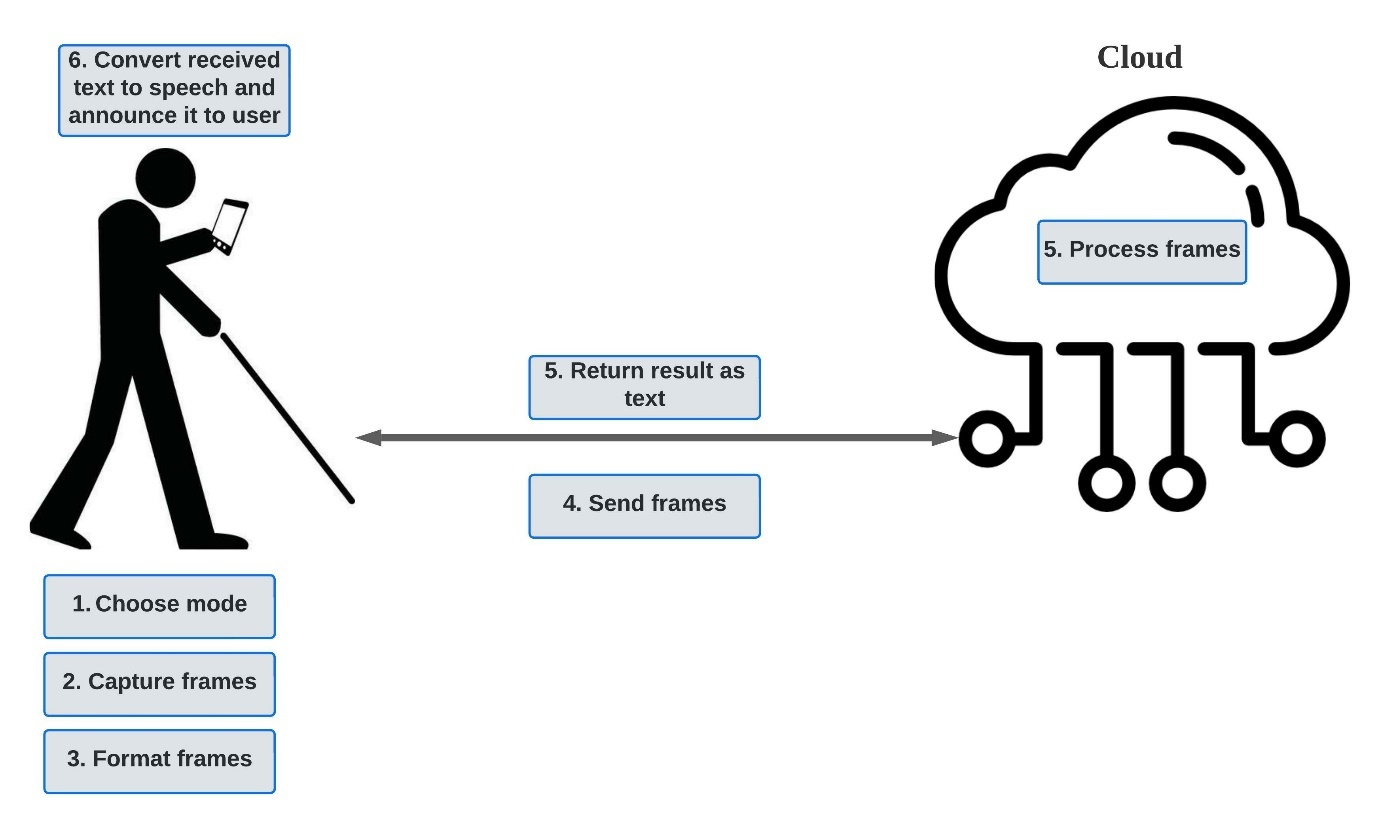 6. Convert received
text to speech and
announce it to user
Cloud
5. Process frames
5. Return result as
text
4. Send frames
1. Choose mode
2. Capture frames
3. Format frames